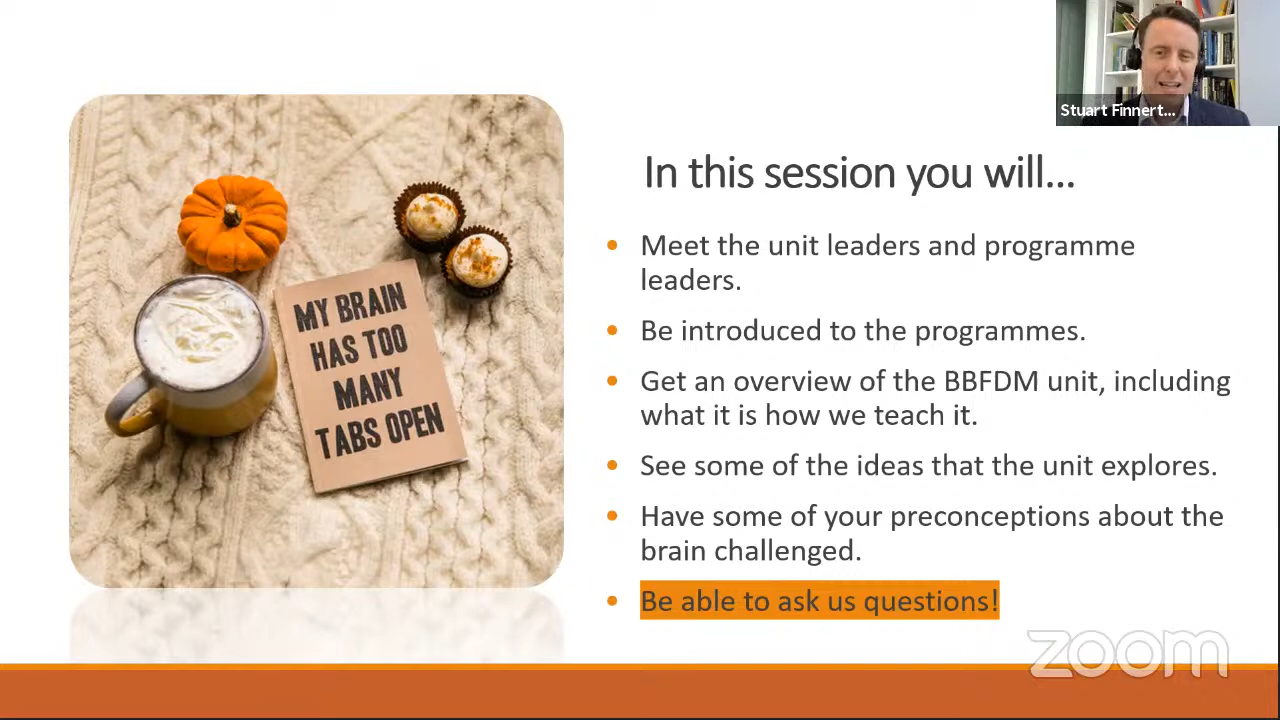 Stuart Finnert...
In this session you will...
Meet the unit leaders and programme
leaders.
Be introduced to the programmes.
Get an overview of the BBFDM unit, including
what it is how we teach it.
See some of the ideas that the unit explores.
Have some of your preconceptions about the
brain challenged.
Be able to ask us questions!
MY BRAIN
HAS TOO
MANY
TABS OPEN
zoom